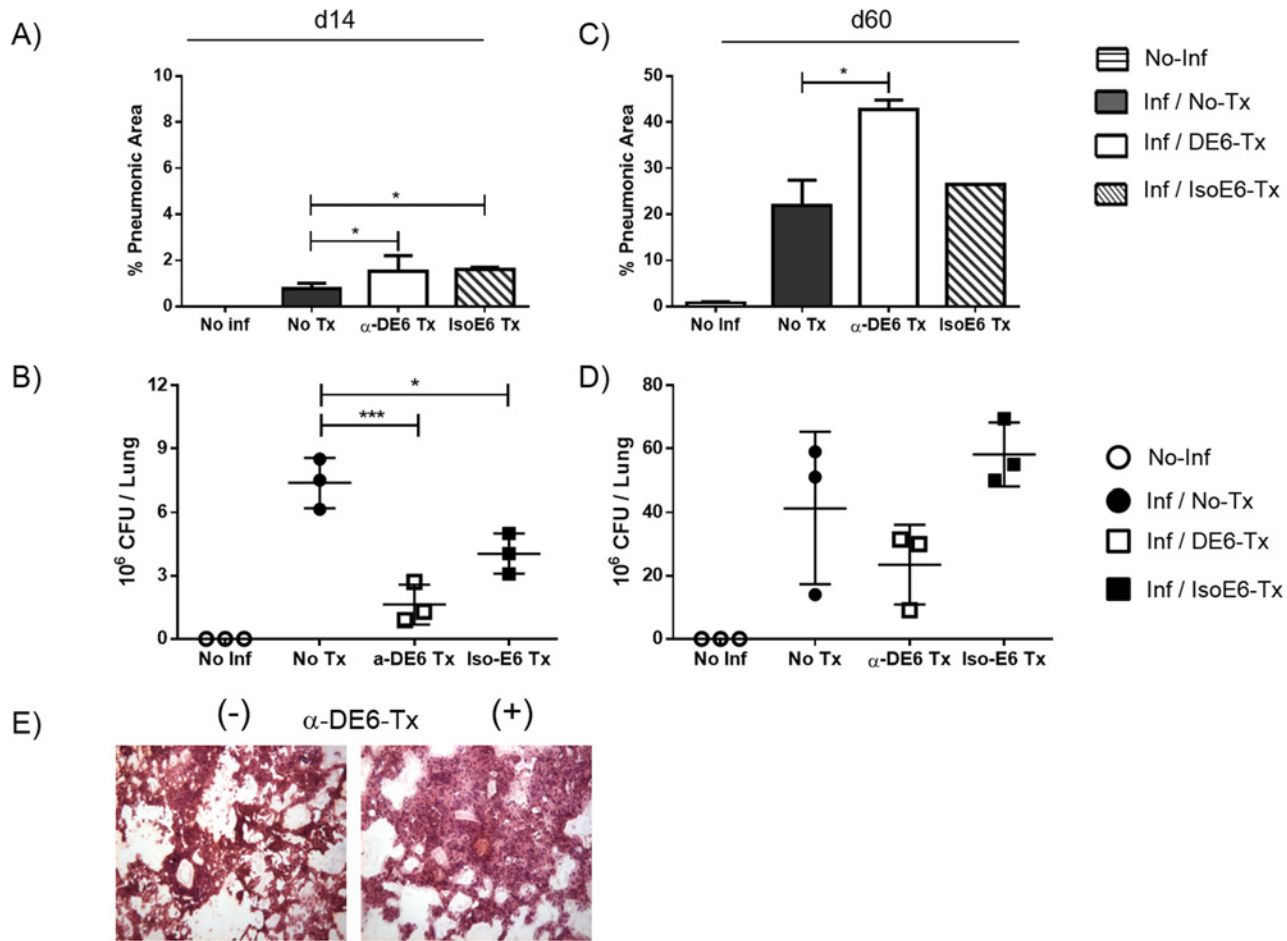 A)
d14
10
8
6
4
2
0
% Pneumonic Area
*
*
No inf
No Tx
α-DE6 Tx
IsoE6 Tx
C)
d60
50
40
30
20
10
0
% Pneumonic Area
*
No Inf
No Tx
α-DE6 Tx
IsoE6 Tx
No-Inf
Inf / No-Tx
Inf / DE6-Tx
Inf / IsoE6-Tx
B)
12
9
6
3
0
10⁶ CFU / Lung
*
***
No Inf
No Tx
a-DE6 Tx
Iso-E6 Tx
D)
80
60
40
20
0
10⁶ CFU / Lung
No Inf
No Tx
α-DE6 Tx
Iso-E6 Tx
No-Inf
Inf / No-Tx
Inf / DE6-Tx
Inf / IsoE6-Tx
E)
(-) α-DE6-Tx (+)